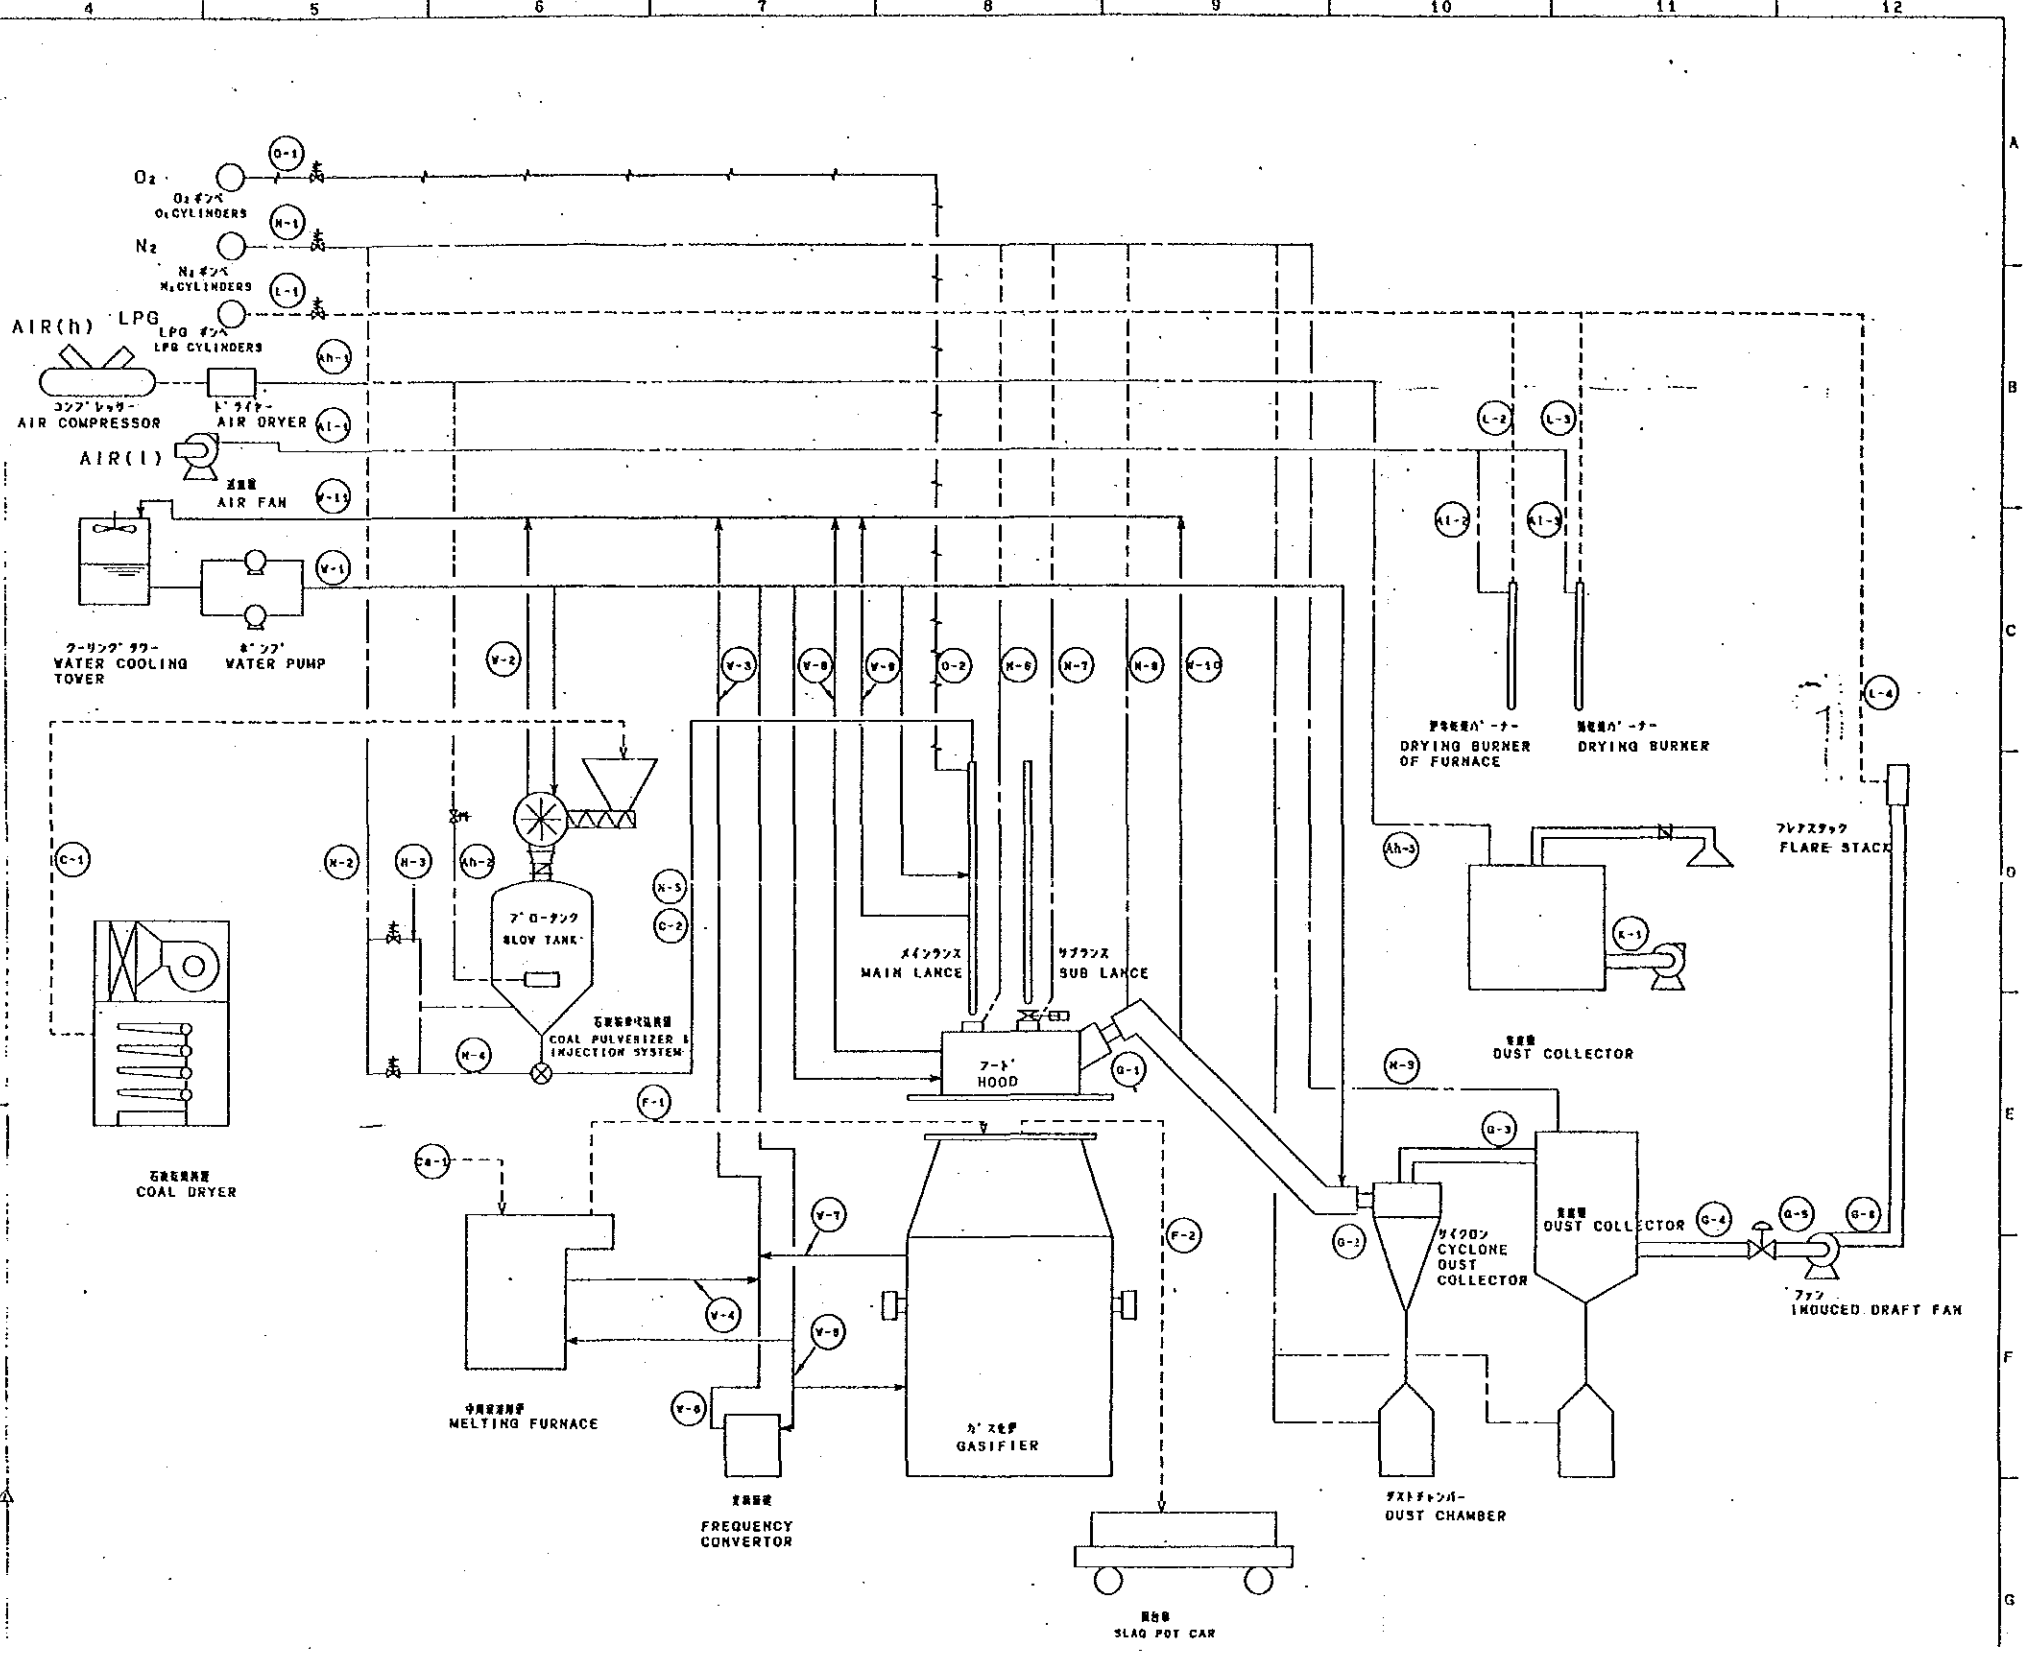 4 5 6 7 8 9 10 11 12
A
O-1
O₂
O₂ボンベ
O₂CYLINDERS
N-1
N₂
N₂ボンベ
N₂CYLINDERS
L-1
LPG
LPG ボンベ
LPG CYLINDERS
AIR(h)
Ah-1
コンプレッサー
AIR COMPRESSOR
ドライヤー
AIR DRYER
B
Al-1
AIR(l)
AIR FAN
L-2
L-3
W-11
Al-2
Al-3
W-1
クーリングタワー
WATER COOLING
TOWER
ポンプ
WATER PUMP
C
W-2
W-3
W-8
W-9
O-2
N-6
N-7
N-8
W-10
L-4
DRYING BURNER
OF FURNACE
DRYING BURNER
フレアスタック
FLARE STACK
C-1
N-2
N-3
Ah-2
Ah-3
D
N-5
C-2
ブロータンク
BLOW TANK
メインランス
MAIN LANCE
サブランス
SUB LANCE
K-1
COAL PULVERIZER &
INJECTION SYSTEM
N-4
フード
HOOD
G-1
DUST COLLECTOR
N-9
F-1
E
G-3
Ca-1
COAL DRYER
W-7
F-2
G-2
サイクロン
CYCLONE
DUST
COLLECTOR
DUST COLLECTOR
G-4
G-5
G-6
ファン
INDUCED DRAFT FAN
W-4
W-5
F
W-6
MELTING FURNACE
ガス化炉
GASIFIER
FREQUENCY
CONVERTOR
ダストチャンバー
DUST CHAMBER
G
SLAG POT CAR